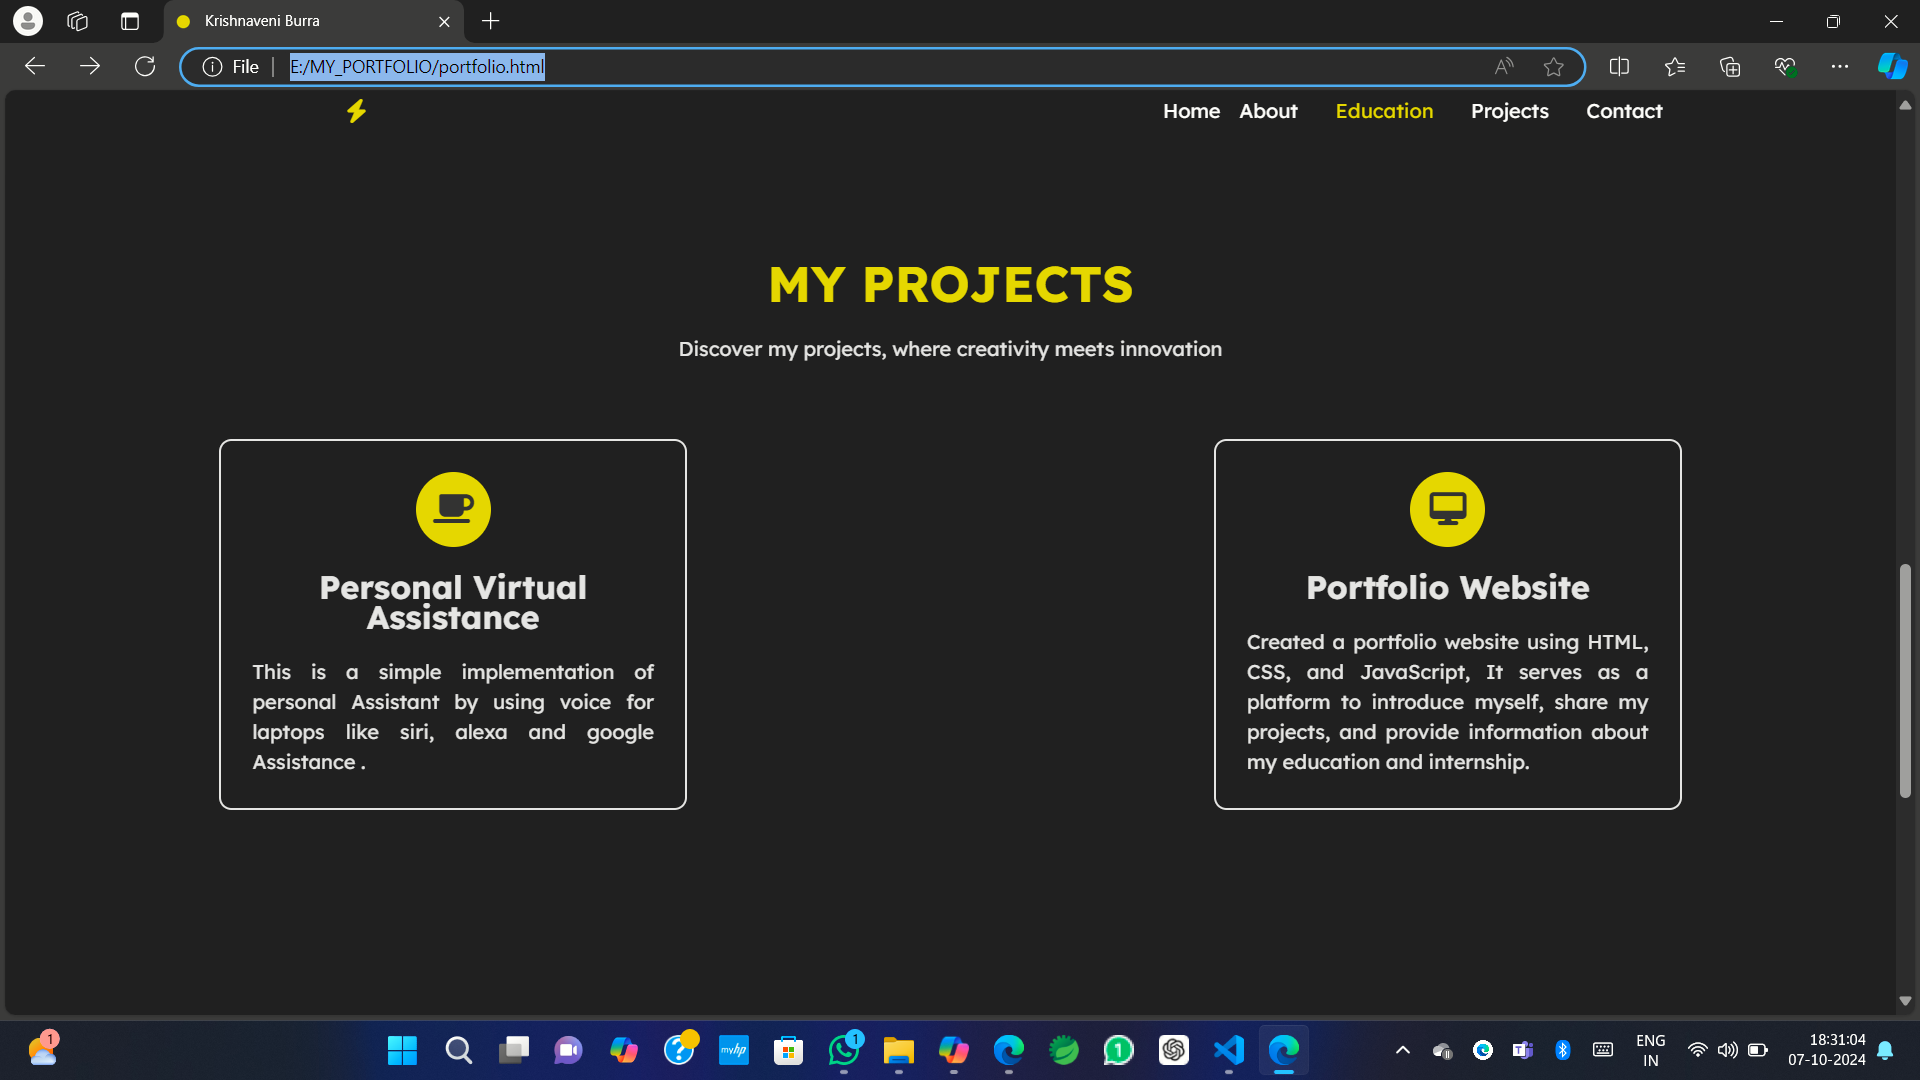 Krishnaveni Burra
File
E:/MY_PORTFOLIO/portfolio.html
Home About Education Projects Contact
MY PROJECTS
Discover my projects, where creativity meets innovation
Personal Virtual
Assistance
This is a simple implementation of
personal Assistant by using voice for
laptops like siri, alexa and google
Assistance .
Portfolio Website
Created a portfolio website using HTML,
CSS, and JavaScript, It serves as a
platform to introduce myself, share my
projects, and provide information about
my education and internship.
1
myhp
1
1
ENG
IN
18:31:04
07-10-2024